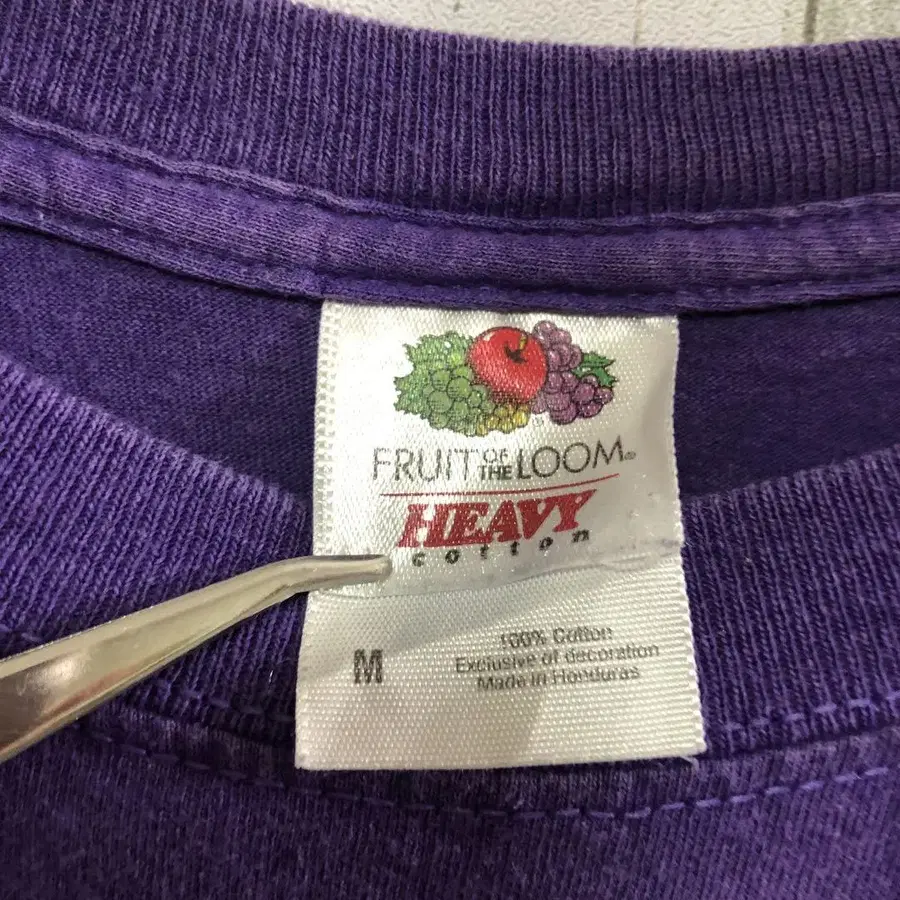 FRUIT OF THE LOOM®
HEAVY
cotton
M
100% Cotton
Exclusive of decoration
Made in Honduras